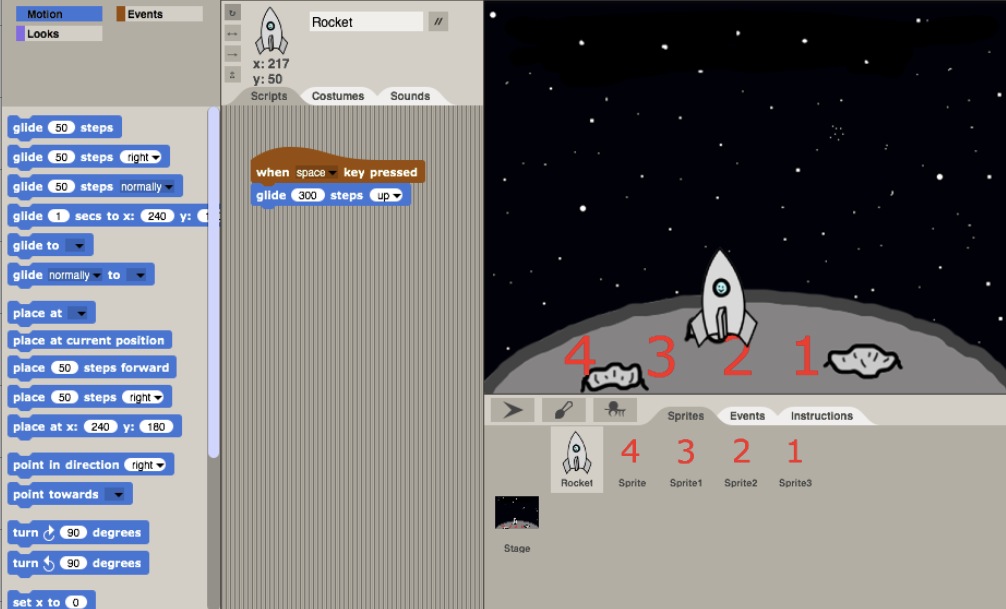 Motion
Events
Looks
glide 50 steps
glide 50 steps right
glide 50 steps normally
glide 1 secs to x: 240 y: 1
glide to
glide normally to
place at
place at current position
place 50 steps forward
place 50 steps right
place at x: 240 y: 180
point in direction right
point towards
turn 90 degrees
turn 90 degrees
set x to 0
Rocket
x: 217
y: 50
Scripts Costumes Sounds
when space key pressed
glide 300 steps up
4 3 2 1
Sprites Events Instructions
4 3 2 1
Rocket Sprite Sprite1 Sprite2 Sprite3
Stage